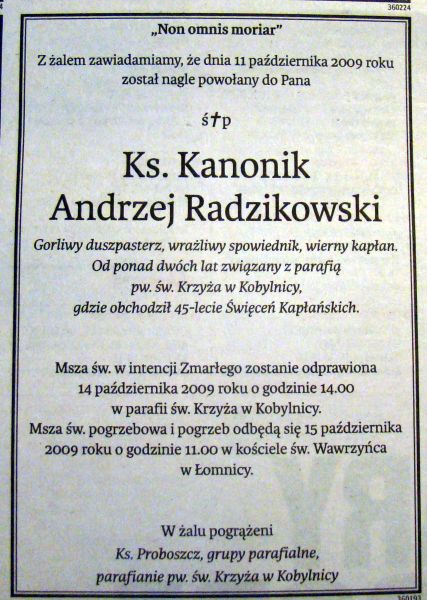 360224
„Non omnis moriar”
Z żalem zawiadamiamy, że dnia 11 października 2009 roku
został nagle powołany do Pana
ś✝p
Ks. Kanonik
Andrzej Radzikowski
Gorliwy duszpasterz, wrażliwy spowiednik, wierny kapłan.
Od ponad dwóch lat związany z parafią
pw. św. Krzyża w Kobylnicy,
gdzie obchodził 45-lecie Święceń Kapłańskich.
Msza św. w intencji Zmarłego zostanie odprawiona
14 października 2009 roku o godzinie 14.00
w parafii św. Krzyża w Kobylnicy.
Msza św. pogrzebowa i pogrzeb odbędą się 15 października
2009 roku o godzinie 11.00 w kościele św. Wawrzyńca
w Łomnicy.
W żalu pogrążeni
Ks. Proboszcz, grupy parafialne,
parafianie pw. św. Krzyża w Kobylnicy
360193